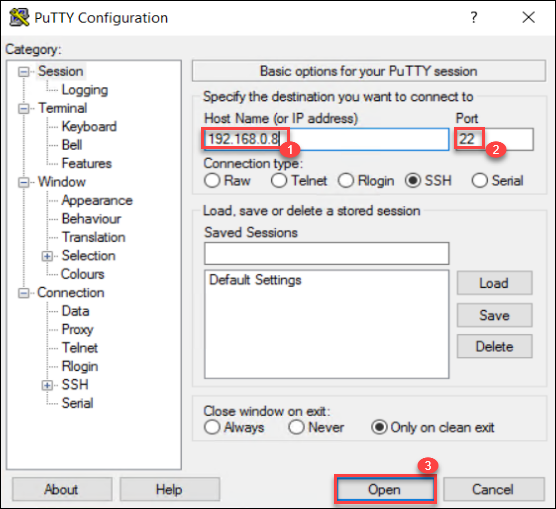 PuTTY Configuration
?
Category:
Session
Logging
Terminal
Keyboard
Bell
Features
Window
Appearance
Behaviour
Translation
Selection
Colours
Connection
Data
Proxy
Telnet
Rlogin
SSH
Serial
Basic options for your PuTTY session
Specify the destination you want to connect to
Host Name (or IP address) Port
192.168.0.8 22
1 2
Connection type:
Raw Telnet Rlogin SSH Serial
Load, save or delete a stored session
Saved Sessions
Default Settings
Load
Save
Delete
Close window on exit:
Always Never Only on clean exit
3
About Help Open Cancel